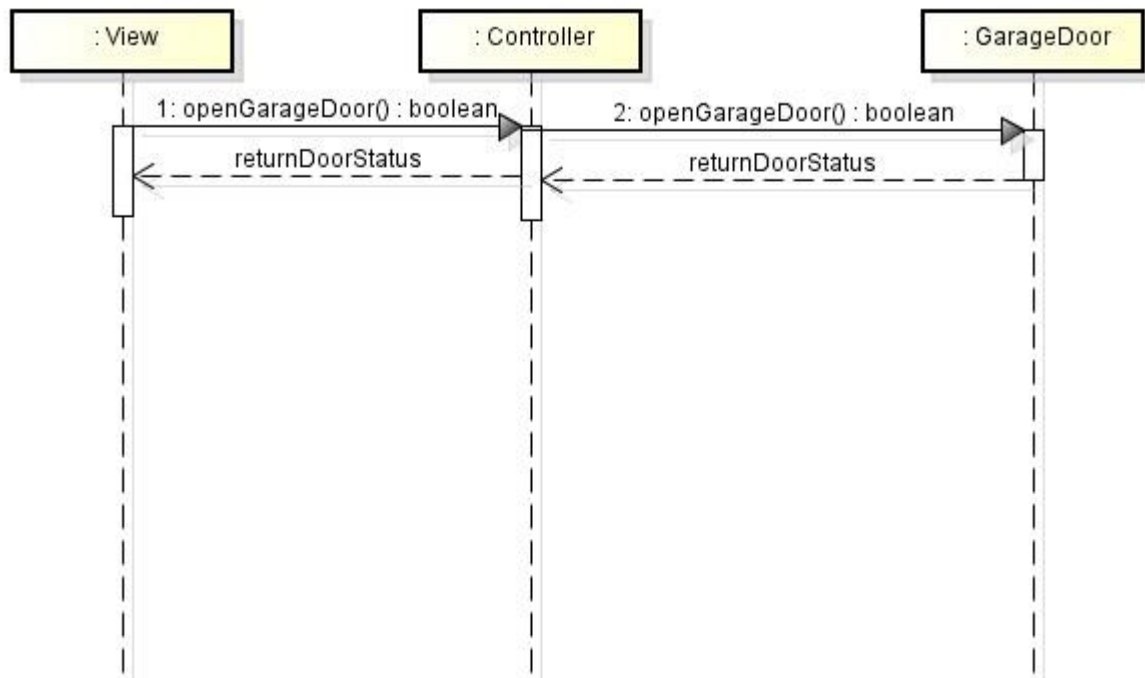 : View
: Controller
: GarageDoor
1: openGarageDoor() : boolean
2: openGarageDoor() : boolean
returnDoorStatus
returnDoorStatus